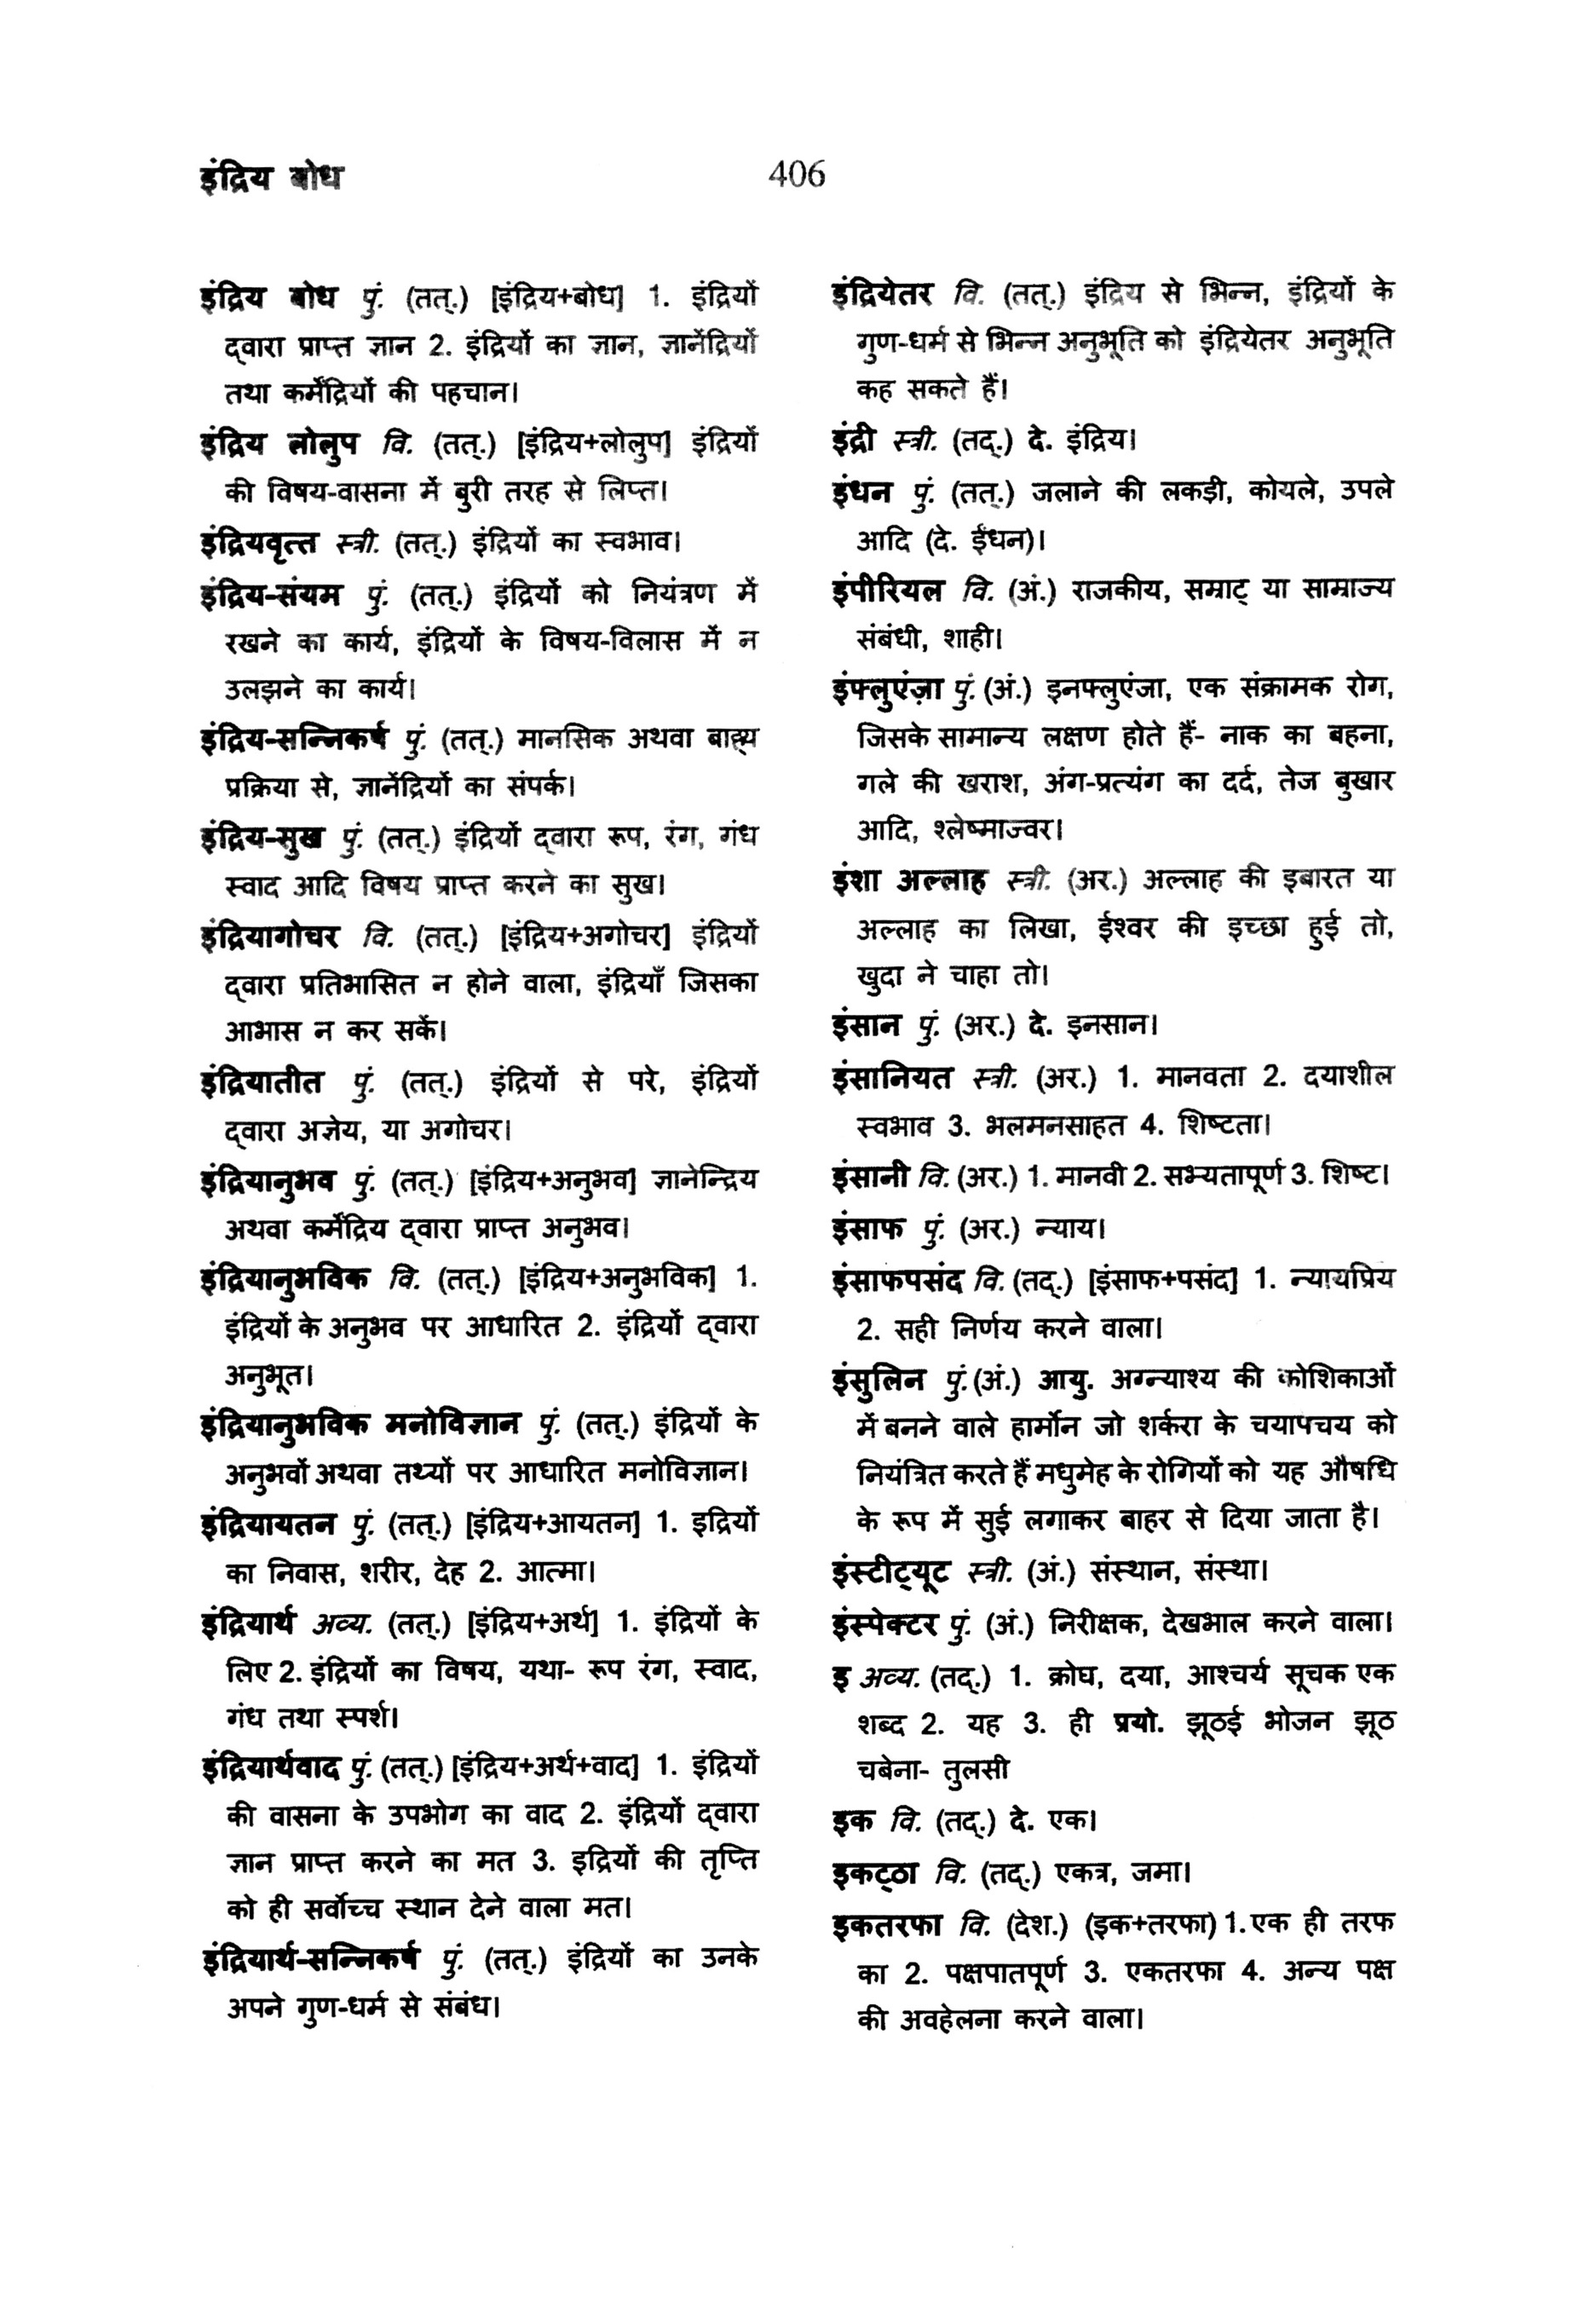 इंद्रिय बोध
406
इंद्रिय बोध पुं. (तत्.) [इंद्रिय+बोध] 1. इंद्रियों
द्‌वारा प्राप्त ज्ञान 2. इंद्रियों का ज्ञान, ज्ञानेंद्रियों
तथा कर्मेंद्रियों की पहचान।
इंद्रिय लोलुप वि. (तत्.) [इंद्रिय+लोलुप] इंद्रियों
की विषय-वासना में बुरी तरह से लिप्त।
इंद्रियवृत्त स्त्री. (तत्.) इंद्रियों का स्वभाव।
इंद्रिय-संयम पुं. (तत्.) इंद्रियों को नियंत्रण में
रखने का कार्य, इंद्रियों के विषय-विलास में न
उलझने का कार्य।
इंद्रिय-सन्निकर्ष पुं. (तत्.) मानसिक अथवा बाह्‌य
प्रक्रिया से, ज्ञानेंद्रियों का संपर्क।
इंद्रिय-सुख पुं. (तत्.) इंद्रियों द्‌वारा रूप, रंग, गंध
स्वाद आदि विषय प्राप्त करने का सुख।
इंद्रियागोचर वि. (तत्.) [इंद्रिय+अगोचर] इंद्रियों
द्‌वारा प्रतिभासित न होने वाला, इंद्रियाँ जिसका
आभास न कर सकें।
इंद्रियातीत पुं. (तत्.) इंद्रियों से परे, इंद्रियों
द्‌वारा अज्ञेय, या अगोचर।
इंद्रियानुभव पुं. (तत्.) [इंद्रिय+अनुभव] ज्ञानेन्द्रिय
अथवा कर्मेंद्रिय द्‌वारा प्राप्त अनुभव।
इंद्रियानुभविक वि. (तत्.) [इंद्रिय+अनुभविक] 1.
इंद्रियों के अनुभव पर आधारित 2. इंद्रियों द्‌वारा
अनुभूत।
इंद्रियानुभविक मनोविज्ञान पुं. (तत्.) इंद्रियों के
अनुभवों अथवा तथ्यों पर आधारित मनोविज्ञान।
इंद्रियायतन पुं. (तत्.) [इंद्रिय+आयतन] 1. इद्रियों
का निवास, शरीर, देह 2. आत्मा।
इंद्रियार्थ अव्य. (तत्.) [इंद्रिय+अर्थ] 1. इंद्रियों के
लिए 2. इंद्रियों का विषय, यथा- रूप रंग, स्वाद,
गंध तथा स्पर्श।
इंद्रियार्थवाद पुं. (तत्.) [इंद्रिय+अर्थ+वाद] 1. इंद्रियों
की वासना के उपभोग का वाद 2. इंद्रियों द्‌वारा
ज्ञान प्राप्त करने का मत 3. इद्रियों की तृप्ति
को ही सर्वोच्च स्थान देने वाला मत।
इंद्रियार्थ-सन्निकर्ष पुं. (तत्.) इंद्रियों का उनके
अपने गुण-धर्म से संबंध।
इंद्रियेतर वि. (तत्.) इंद्रिय से भिन्न, इंद्रियों के
गुण-धर्म से भिन्न अनुभूति को इंद्रियेतर अनुभूति
कह सकते हैं।
इंद्री स्त्री. (तद्.) दे. इंद्रिय।
इंधन पुं. (तत्.) जलाने की लकड़ी, कोयले, उपले
आदि (दे. ईंधन)।
इंपीरियल वि. (अं.) राजकीय, सम्राट् या साम्राज्य
संबंधी, शाही।
इंफ्लुएंज़ा पुं. (अं.) इनफ्लुएंजा, एक संक्रामक रोग,
जिसके सामान्य लक्षण होते हैं- नाक का बहना,
गले की खराश, अंग-प्रत्यंग का दर्द, तेज बुखार
आदि, श्लेष्माज्वर।
इंशा अल्लाह स्त्री. (अर.) अल्लाह की इबारत या
अल्लाह का लिखा, ईश्वर की इच्छा हुई तो,
खुदा ने चाहा तो।
इंसान पुं. (अर.) दे. इनसान।
इंसानियत स्त्री. (अर.) 1. मानवता 2. दयाशील
स्वभाव 3. भलमनसाहत 4. शिष्टता।
इंसानी वि. (अर.) 1. मानवी 2. सभ्यतापूर्ण 3. शिष्ट।
इंसाफ पुं. (अर.) न्याय।
इंसाफपसंद वि. (तद्.) [इंसाफ+पसंद] 1. न्यायप्रिय
2. सही निर्णय करने वाला।
इंसुलिन पुं. (अं.) आयु. अग्न्याश्य की कोशिकाओं
में बनने वाले हार्मोन जो शर्करा के चयापचय को
नियंत्रित करते हैं मधुमेह के रोगियों को यह औषधि
के रूप में सुई लगाकर बाहर से दिया जाता है।
इंस्टीट्‌यूट स्त्री. (अं.) संस्थान, संस्था।
इंस्पेक्टर पुं. (अं.) निरीक्षक, देखभाल करने वाला।
इ अव्य. (तद्.) 1. क्रोघ, दया, आश्चर्य सूचक एक
शब्द 2. यह 3. ही प्रयो. झूठई भोजन झूठ
चबेना- तुलसी
इक वि. (तद्.) दे. एक।
इकट्‌ठा वि. (तद्.) एकत्र, जमा।
इकतरफा वि. (देश.) (इक+तरफा) 1. एक ही तरफ
का 2. पक्षपातपूर्ण 3. एकतरफा 4. अन्य पक्ष
की अवहेलना करने वाला।